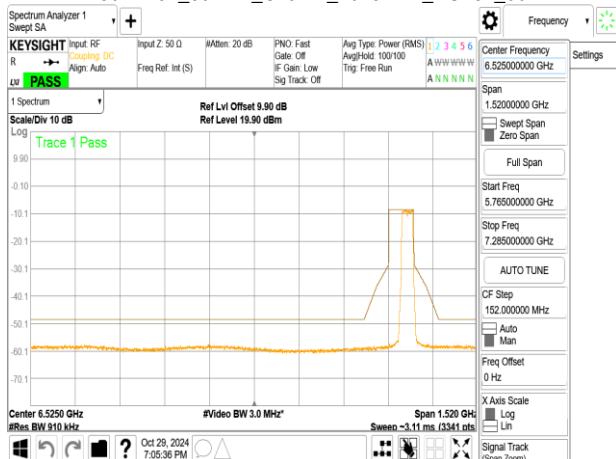 Spectrum Analyzer 1
Swept SA
Frequency
KEYSIGHT
R
LXI
PASS
Input: RF
Coupling: DC
Align: Auto
Input Z: 50 Ω
Freq Ref: Int (S)
#Atten: 20 dB
PNO: Fast
Gate: Off
IF Gain: Low
Sig Track: Off
Avg Type: Power (RMS)
Avg|Hold: 100/100
Trig: Free Run
1 2 3 4 5 6
A W W W W W
A N N N N N
1 Spectrum
Scale/Div 10 dB
Ref Lvl Offset 9.90 dB
Ref Level 19.90 dBm
Log
Trace 1 Pass
9.90
-0.10
-10.1
-20.1
-30.1
-40.1
-50.1
-60.1
-70.1
Center 6.5250 GHz
#Res BW 910 kHz
#Video BW 3.0 MHz*
Span 1.520 GHz
Sweep ~3.11 ms (3341 pts)
Oct 29, 2024
7:05:36 PM
Center Frequency
6.525000000 GHz
Settings
Span
1.52000000 GHz
Swept Span
Zero Span
Full Span
Start Freq
5.765000000 GHz
Stop Freq
7.285000000 GHz
AUTO TUNE
CF Step
152.000000 MHz
Auto
Man
Freq Offset
0 Hz
X Axis Scale
Log
Lin
Signal Track
(Span Zoom)